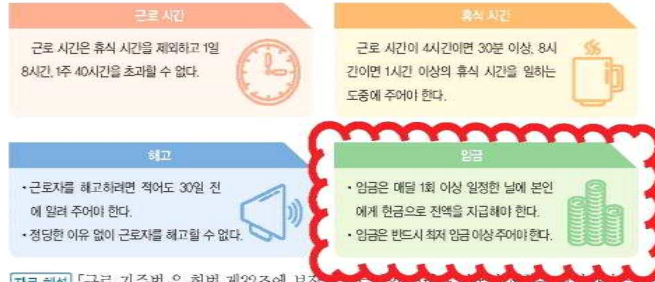 근로 시간
근로 시간은 휴식 시간을 제외하고 1일
8시간, 1주 40시간을 초과할 수 없다.
휴식 시간
근로 시간이 4시간이면 30분 이상, 8시
간이면 1시간 이상의 휴식 시간을 일하는
도중에 주어야 한다.
해고
• 근로자를 해고하려면 적어도 30일 전
에 알려 주어야 한다.
• 정당한 이유 없이 근로자를 해고할 수 없다.
임금
• 임금은 매달 1회 이상 일정한 날에 본인
에게 현금으로 전액을 지급해야 한다.
• 임금은 반드시 최저 임금 이상 주어야 한다.
자료 해설 「근로 기준법」은 헌법 제32조에